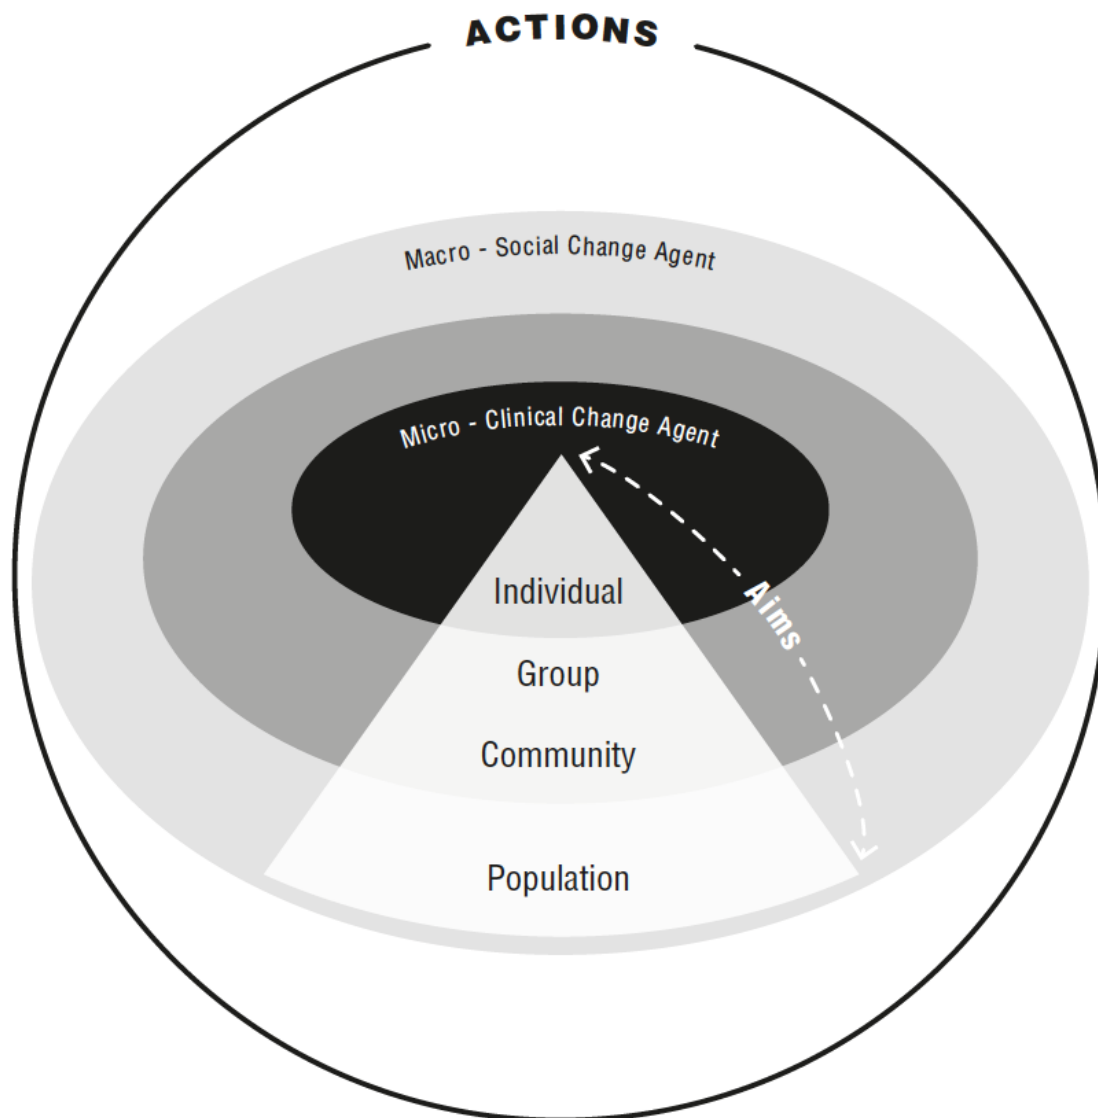 ACTIONS
Macro - Social Change Agent
Micro - Clinical Change Agent
Aims
Individual
Group
Community
Population